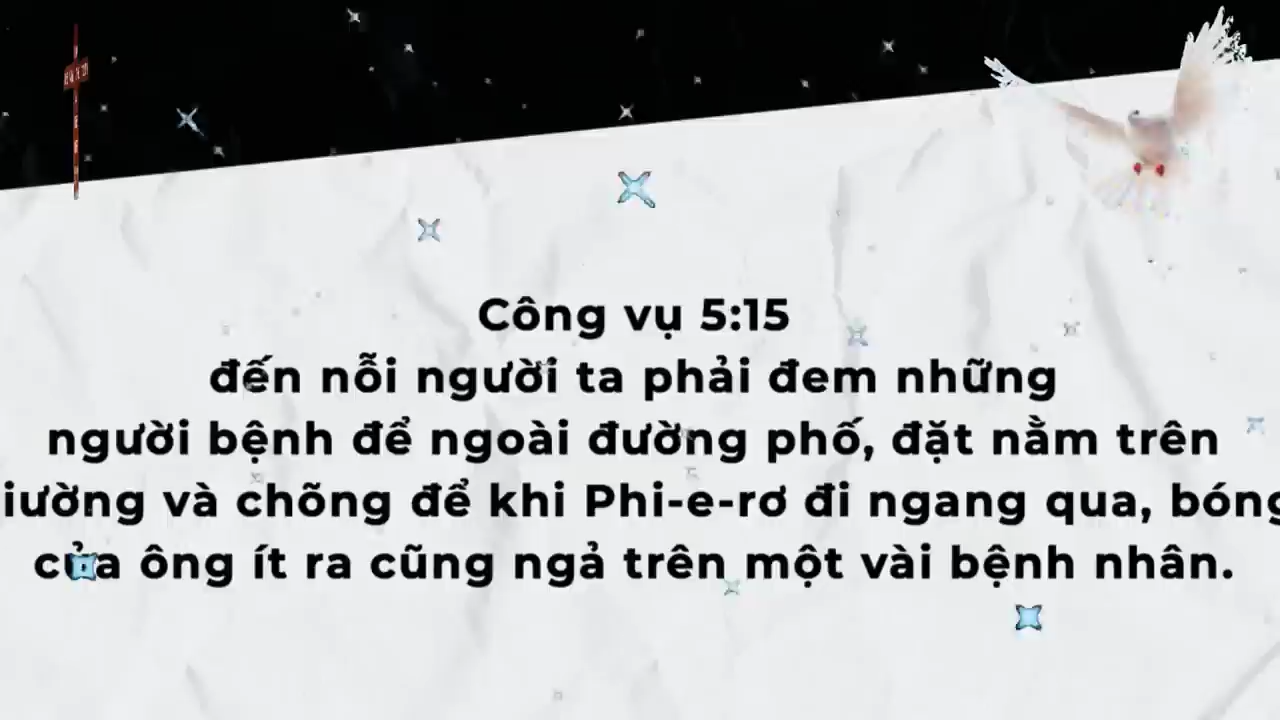 Công vụ 5:15
đến nỗi người ta phải đem những
người bệnh để ngoài đường phố, đặt nằm trên
iường và chõng để khi Phi-e-rơ đi ngang qua, bóng
của ông ít ra cũng ngả trên một vài bệnh nhân.